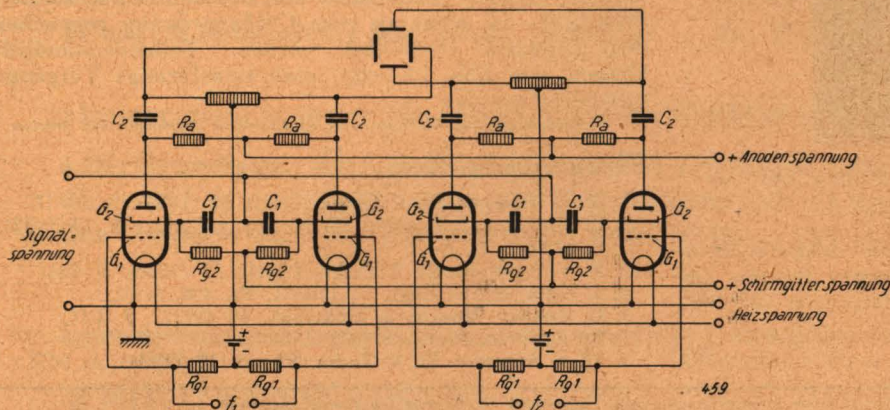 C₂ Rₐ Rₐ C₂ C₂ Rₐ Rₐ C₂
+ Anodenspannung
G₂ C₁ C₁ G₂ G₂ C₁ C₁ G₂
Signal-
spannung
G₁ Rg2 Rg2 G₁ G₁ Rg2 Rg2 G₁
+ Schirmgitterspannung
Heizspannung
+ +
- -
Rg1 Rg1 Rg1 Rg1
f₁ f₂
459